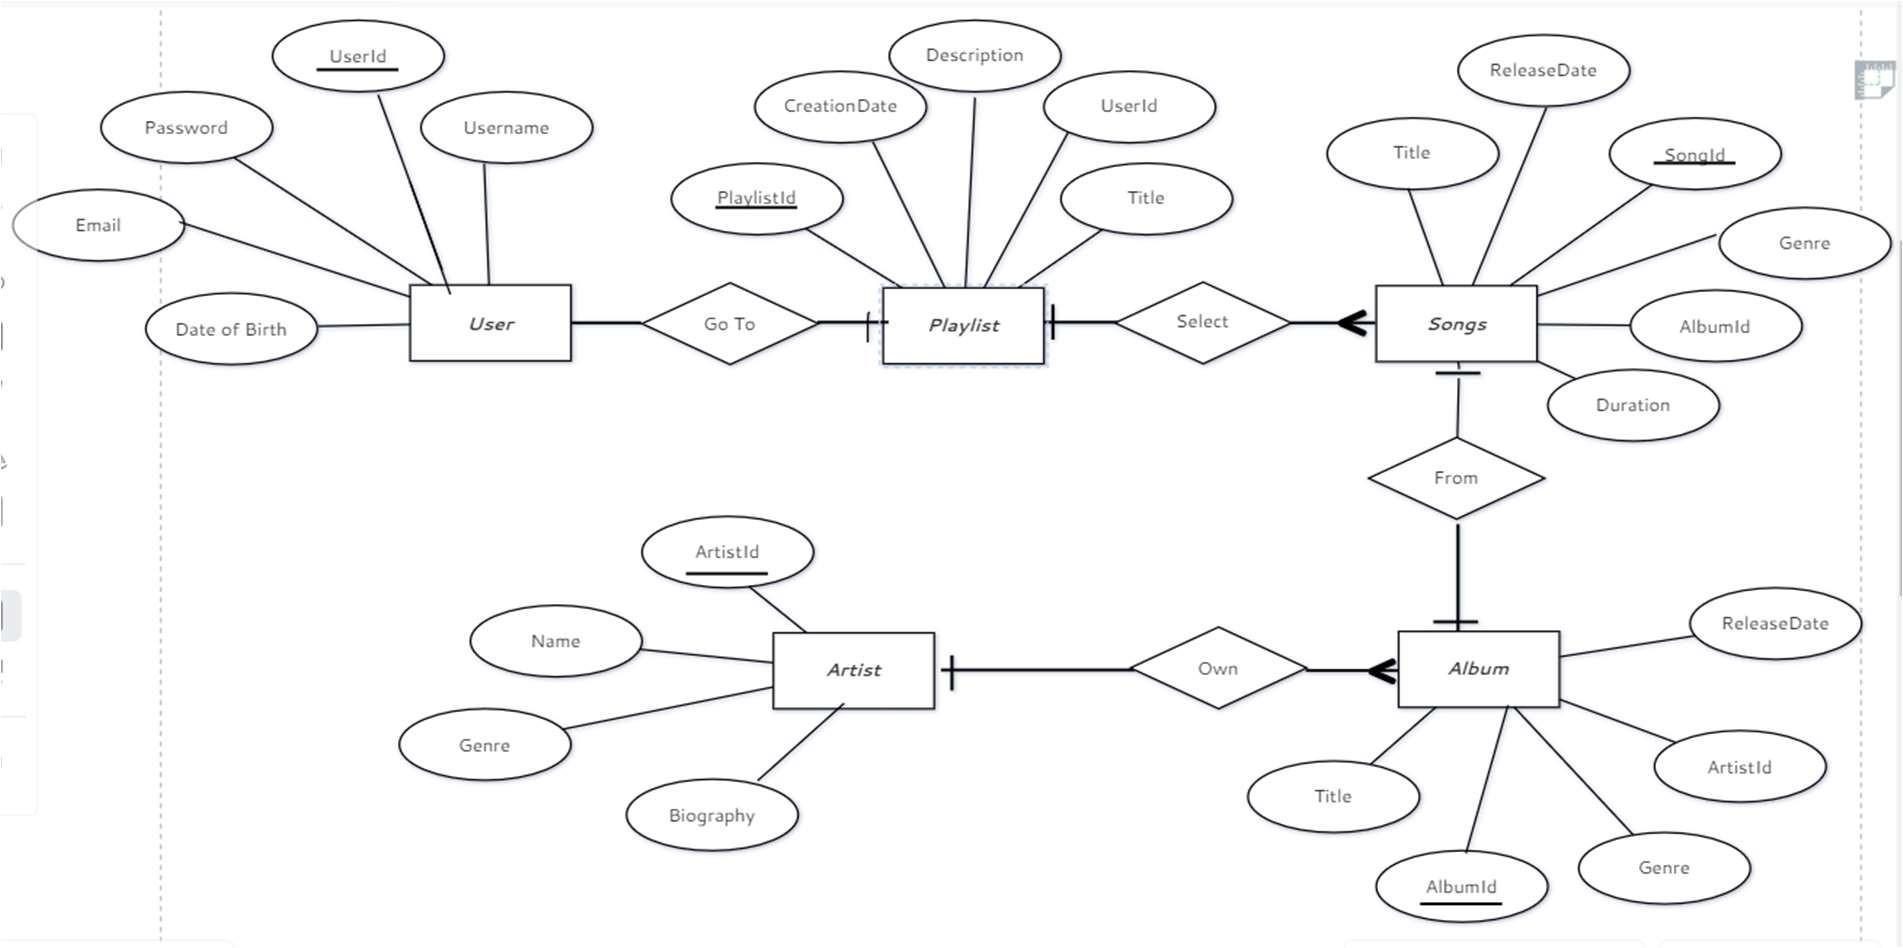 UserId
Description
ReleaseDate
CreationDate
UserId
Password
Username
Title
SongId
PlaylistId
Title
Email
Genre
Date of Birth
User
Go To
Playlist
Select
Songs
AlbumId
Duration
From
ArtistId
Name
Artist
Own
Album
ReleaseDate
Genre
Biography
Title
ArtistId
AlbumId
Genre